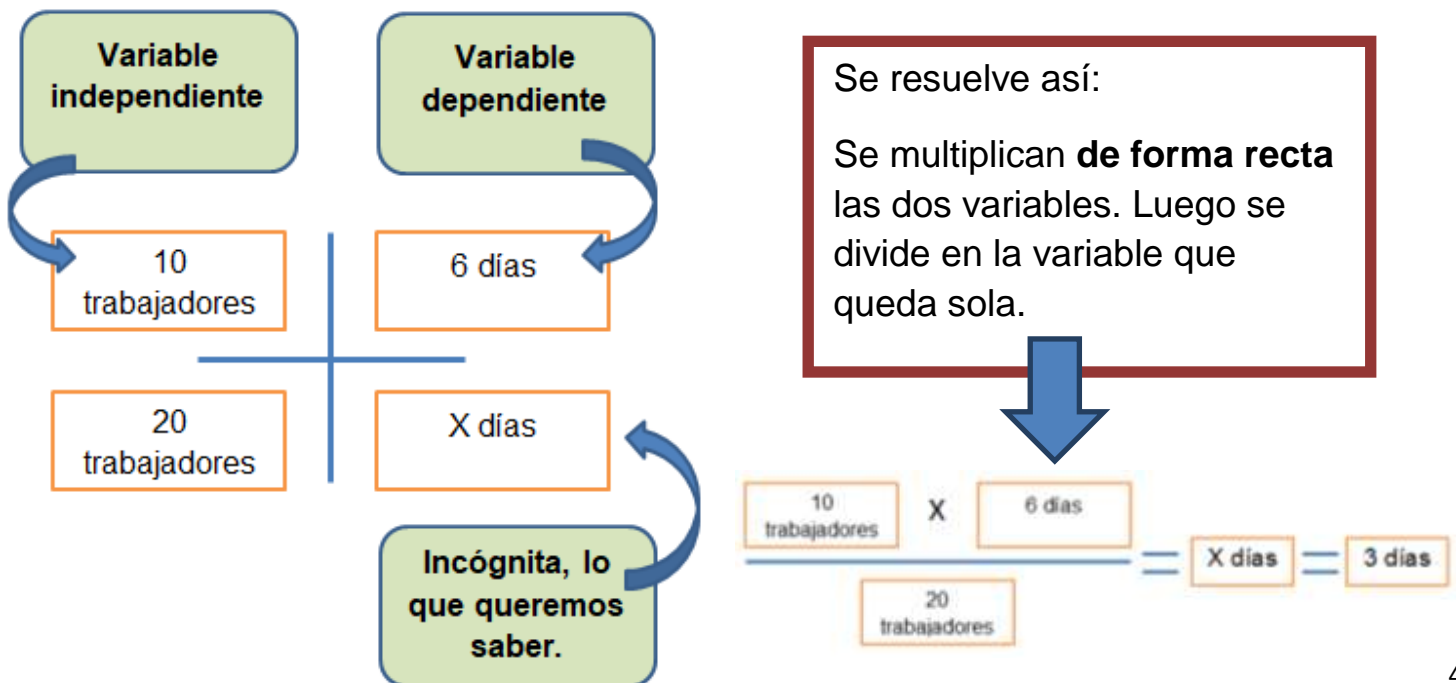 Variable
independiente
Variable
dependiente
10
trabajadores
6 días
20
trabajadores
X días
Incógnita, lo
que queremos
saber.
Se resuelve así:
Se multiplican de forma recta
las dos variables. Luego se
divide en la variable que
queda sola.
10
trabajadores
X
6 días
20
trabajadores
= X días = 3 días